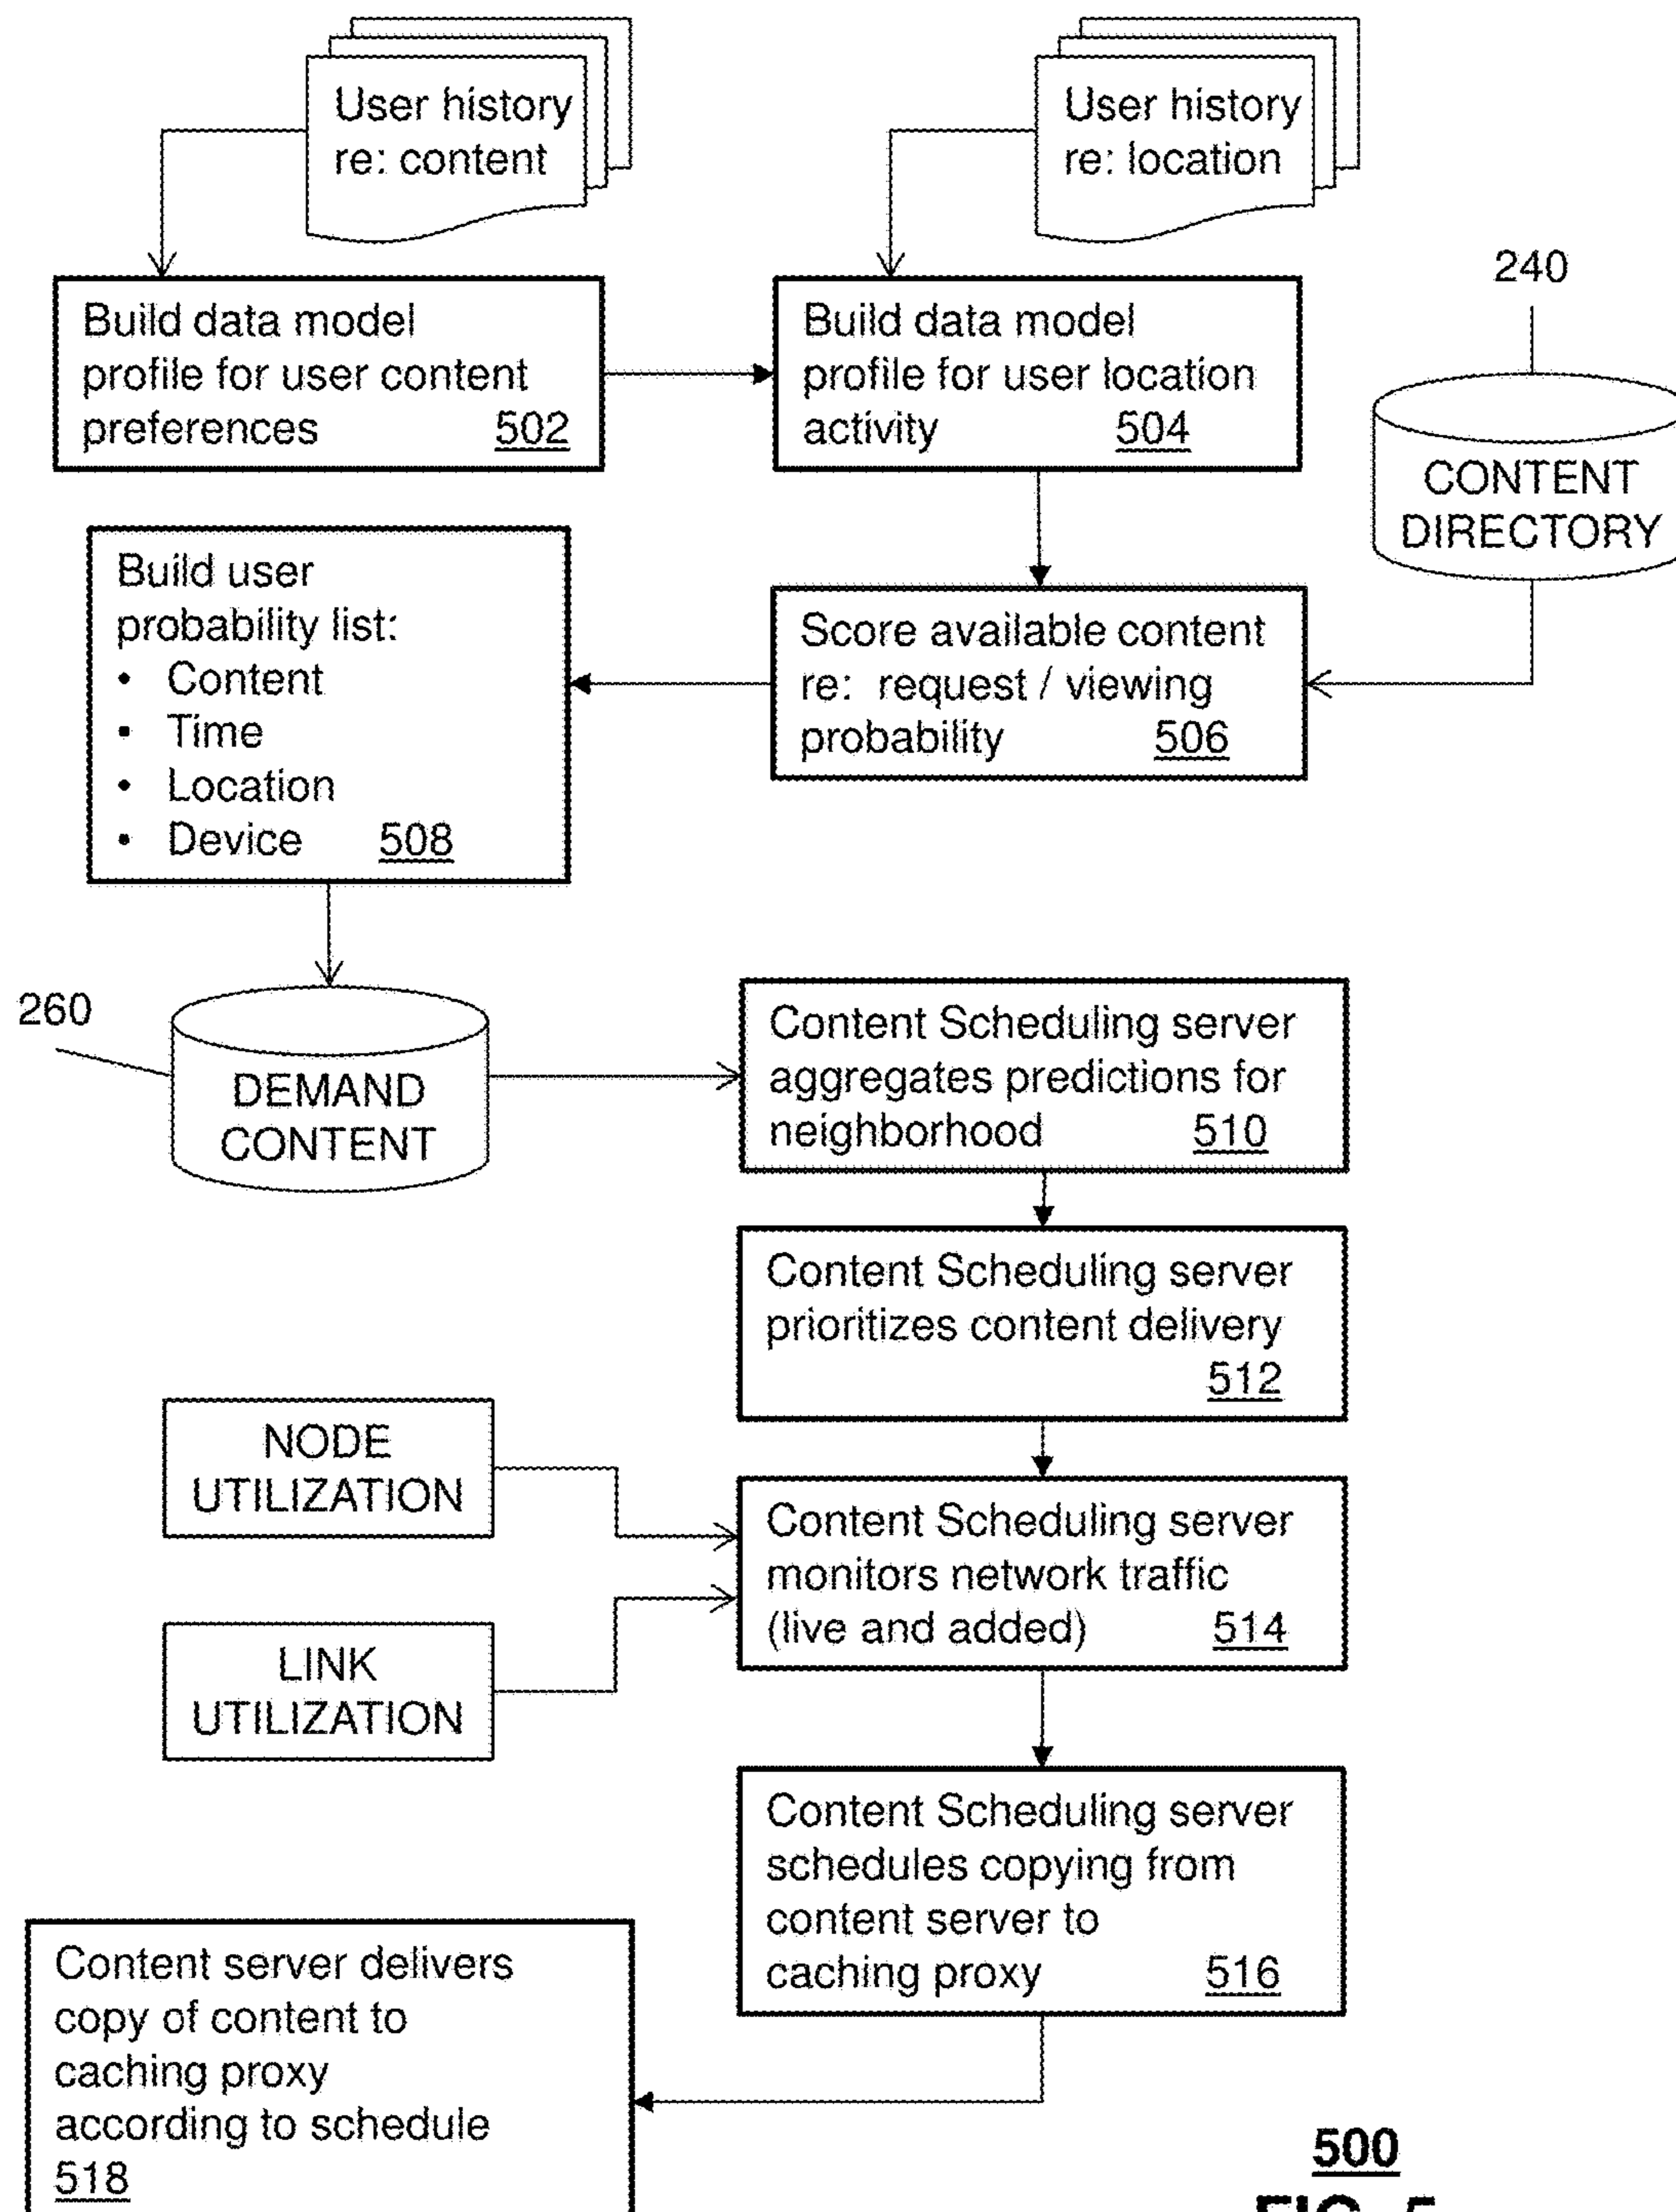 User history
re: content
User history
re: location
240
Build data model
profile for user content
preferences 502
Build data model
profile for user location
activity 504
CONTENT
DIRECTORY
Build user
probability list:
• Content
• Time
• Location
• Device 508
Score available content
re: request / viewing
probability 506
260
DEMAND
CONTENT
Content Scheduling server
aggregates predictions for
neighborhood 510
Content Scheduling server
prioritizes content delivery
512
NODE
UTILIZATION
LINK
UTILIZATION
Content Scheduling server
monitors network traffic
(live and added) 514
Content Scheduling server
schedules copying from
content server to
caching proxy 516
Content server delivers
copy of content to
caching proxy
according to schedule
518
500
FIG. 5